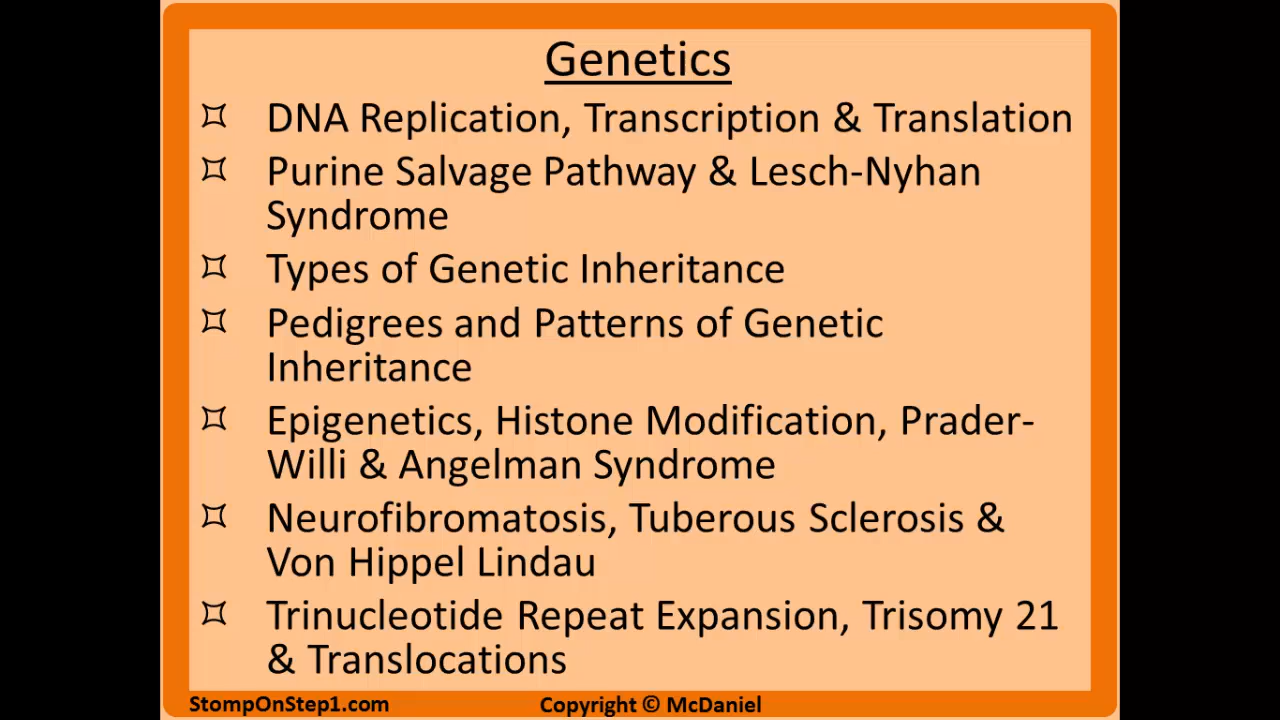 Genetics
DNA Replication, Transcription & Translation
Purine Salvage Pathway & Lesch-Nyhan
Syndrome
Types of Genetic Inheritance
Pedigrees and Patterns of Genetic
Inheritance
Epigenetics, Histone Modification, Prader-
Willi & Angelman Syndrome
Neurofibromatosis, Tuberous Sclerosis &
Von Hippel Lindau
Trinucleotide Repeat Expansion, Trisomy 21
& Translocations
StompOnStep1.com
Copyright © McDaniel